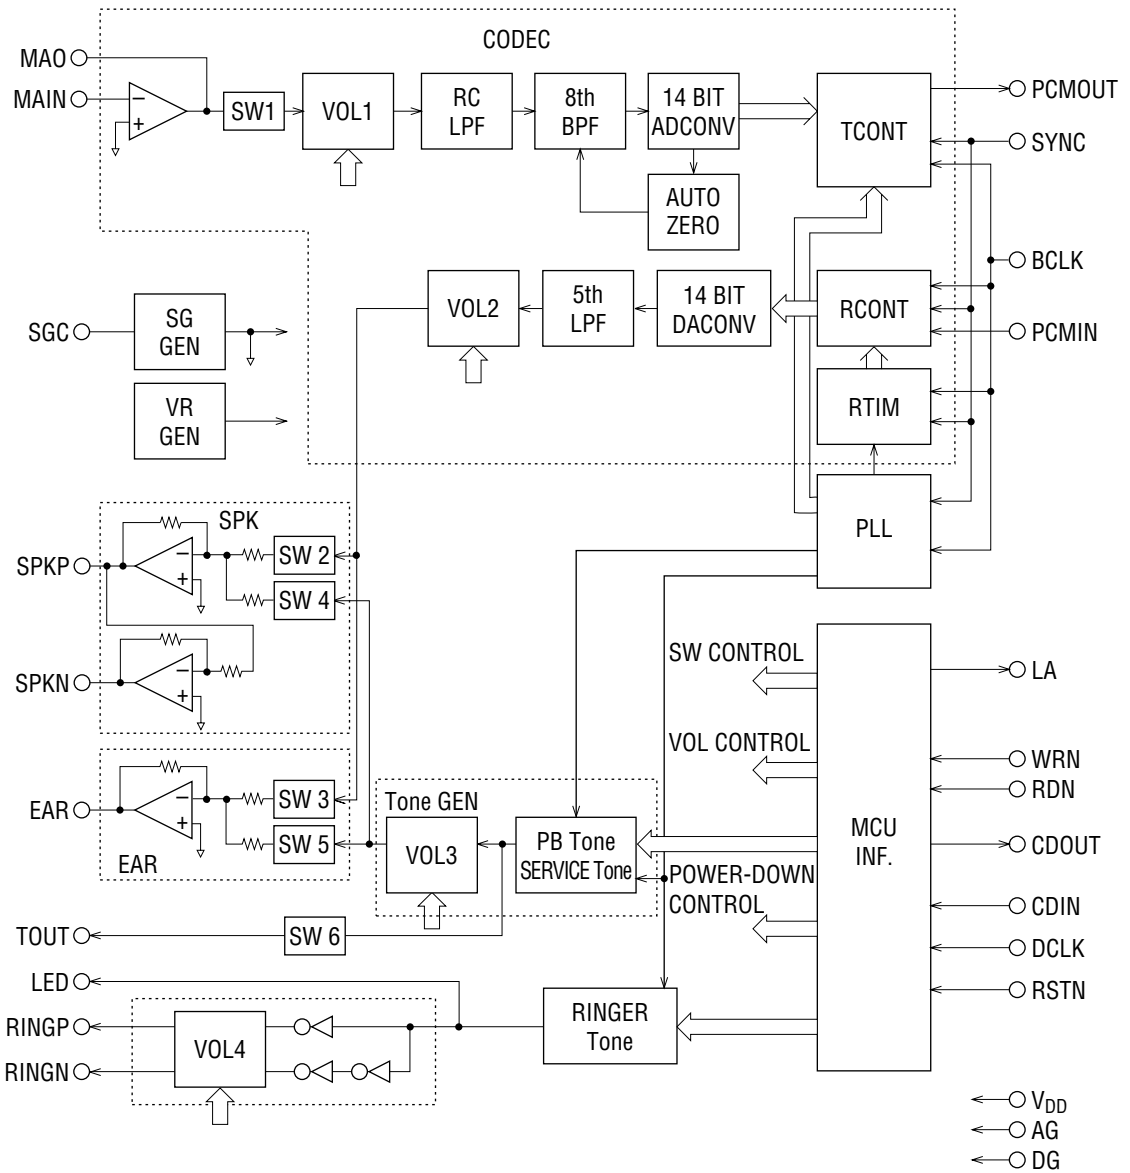 CODEC
MAO
MAIN
−
+
SW1
VOL1
RC
LPF
8th
BPF
14 BIT
ADCONV
TCONT
PCMOUT
SYNC
AUTO
ZERO
BCLK
SGC
SG
GEN
VOL2
5th
LPF
14 BIT
DACONV
RCONT
PCMIN
VR
GEN
RTIM
SPK
PLL
SPKP
−
+
SW 2
SW 4
SPKN
−
+
SW CONTROL
LA
VOL CONTROL
WRN
RDN
EAR
−
+
SW 3
SW 5
EAR
Tone GEN
VOL3
PB Tone
SERVICE Tone
MCU
INF.
CDOUT
POWER-DOWN
CONTROL
CDIN
TOUT
SW 6
DCLK
LED
RSTN
RINGP
RINGN
VOL4
RINGER
Tone
VDD
AG
DG